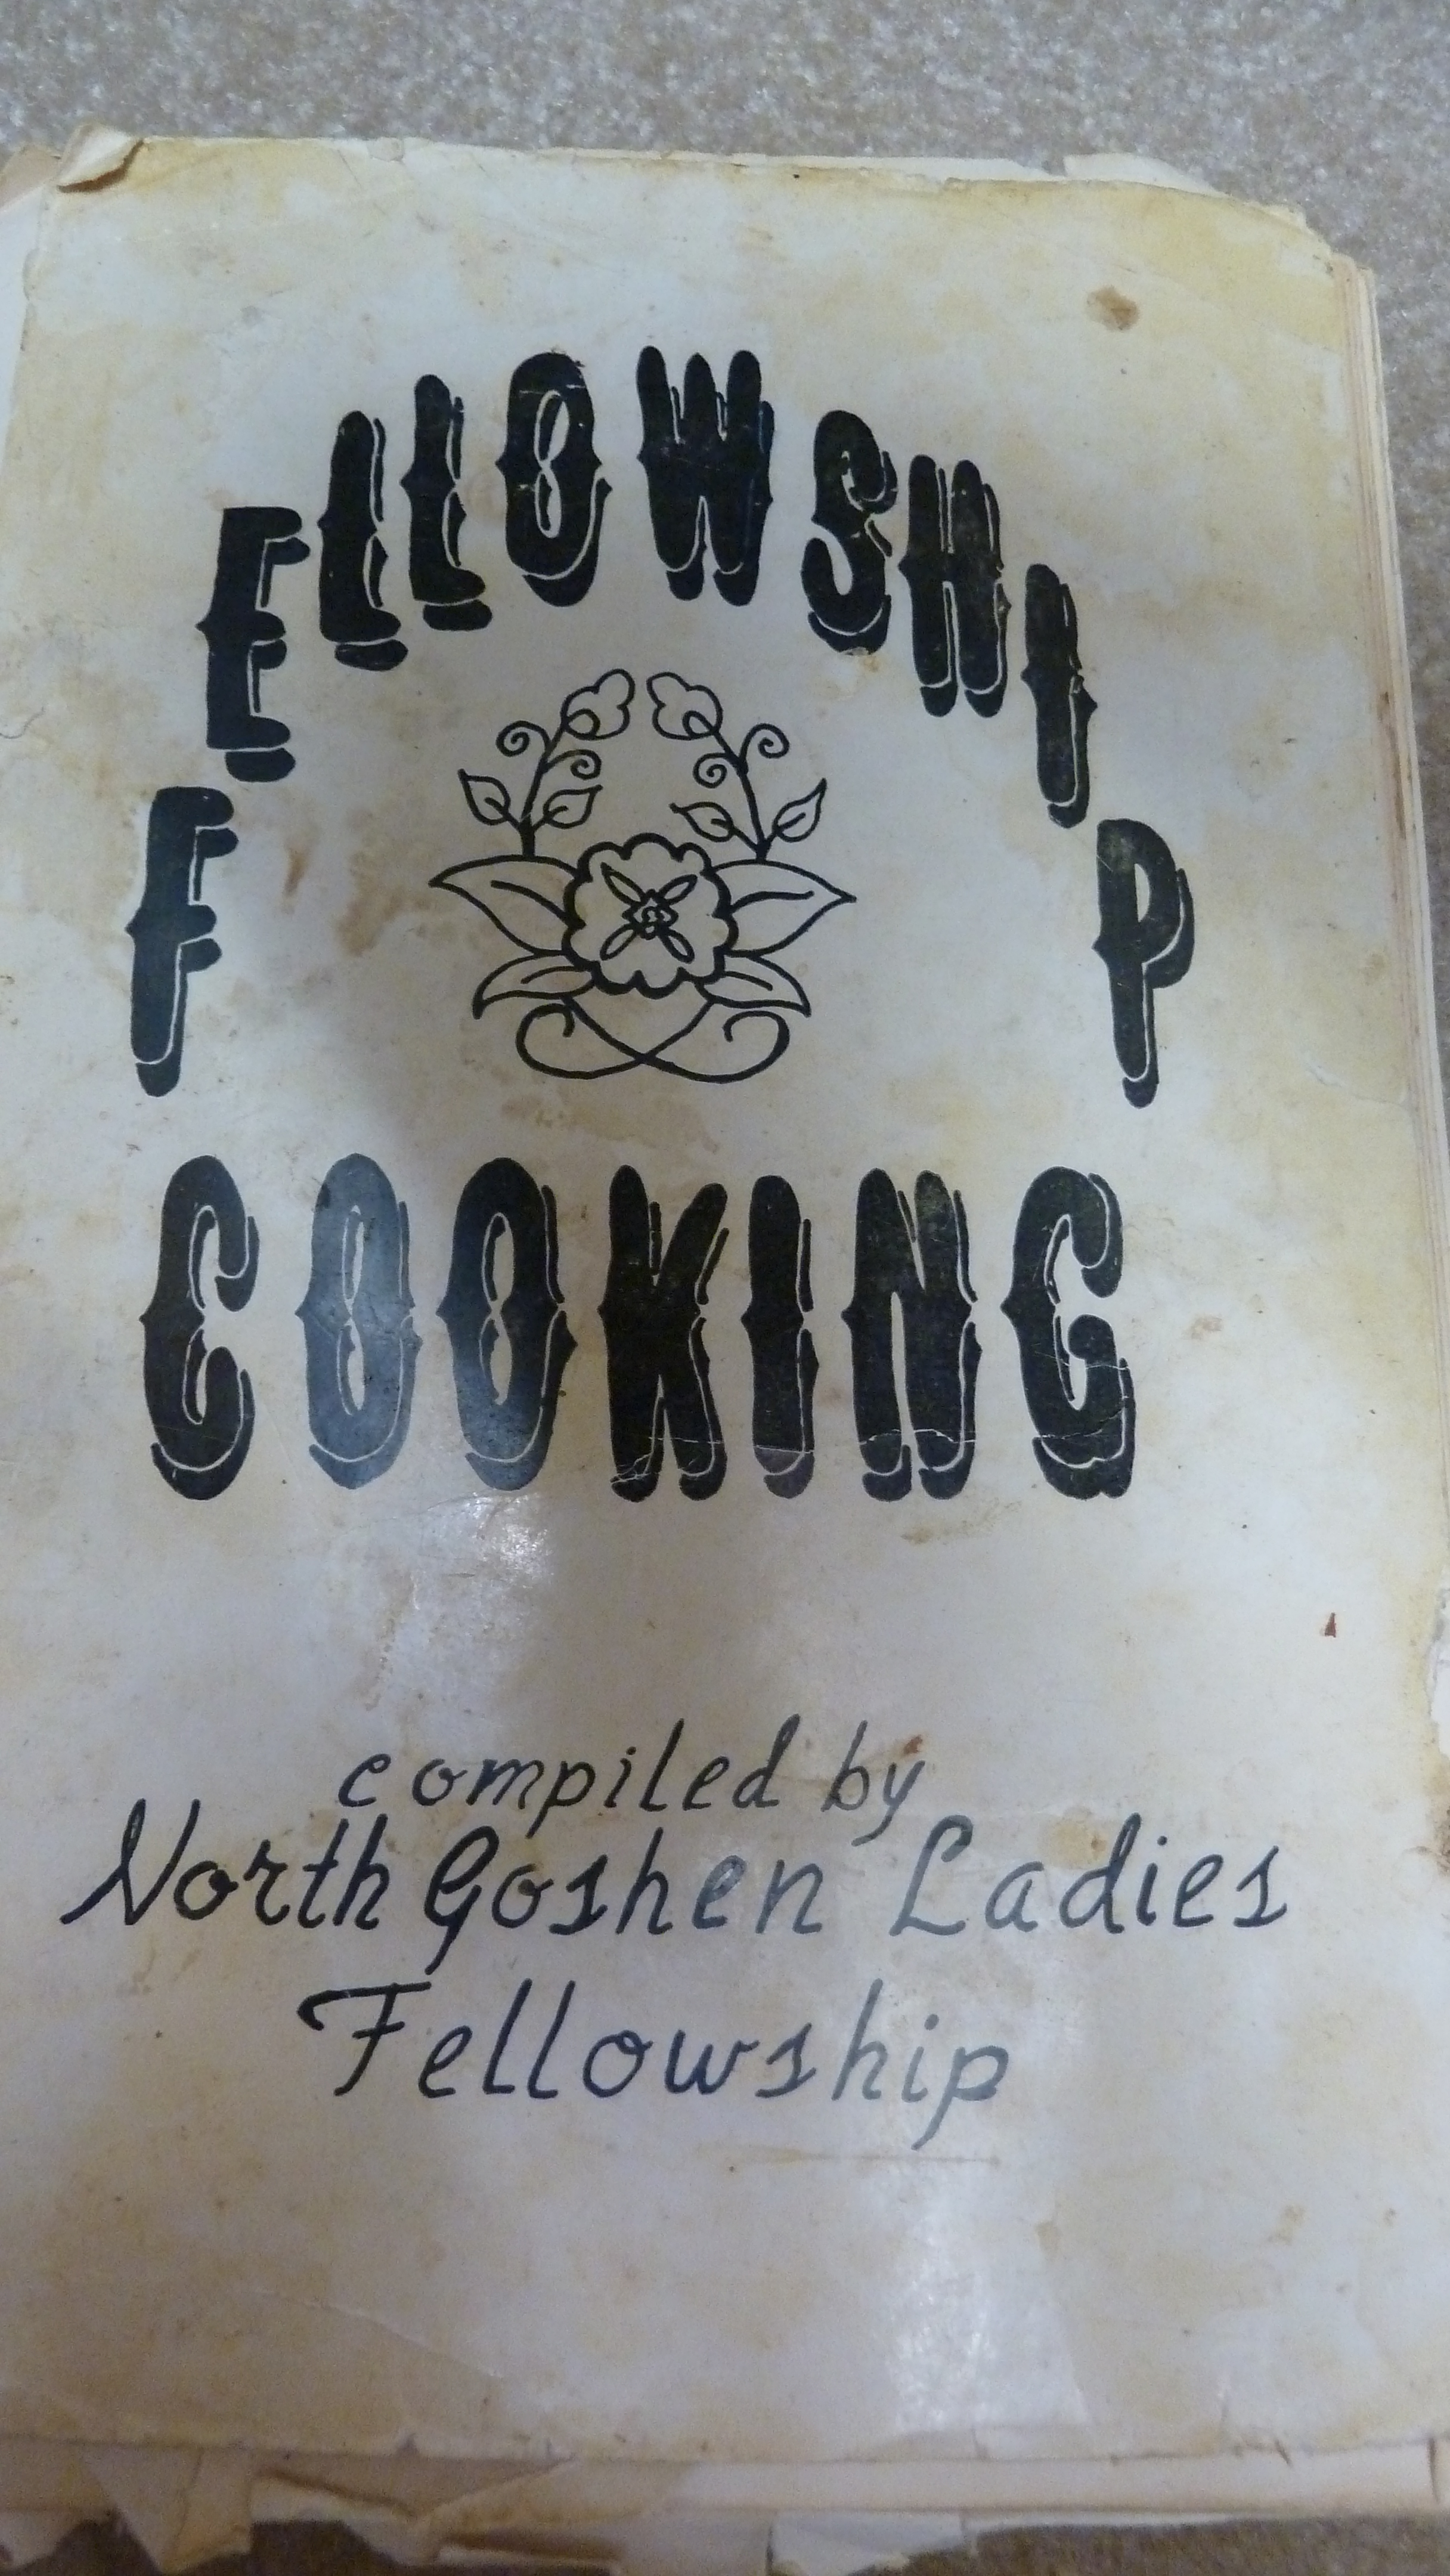 FELLOWSHIP
COOKING
compiled by
North Goshen Ladies
Fellowship